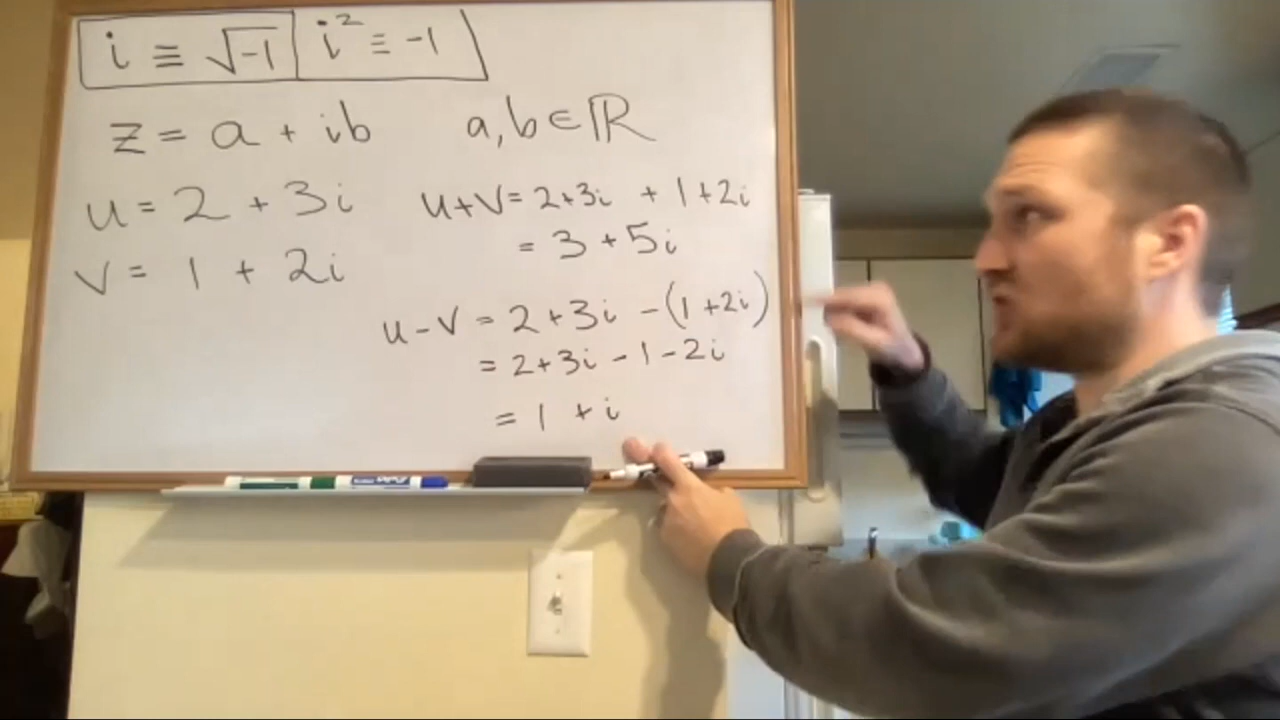 i ≡ √-1 i² ≡ -1
z = a + ib a, b ∈ ℝ
u = 2 + 3i
v = 1 + 2i
u+v = 2+3i + 1+2i
= 3 + 5i
u - v = 2+3i - (1+2i)
= 2+3i - 1 - 2i
= 1 + i